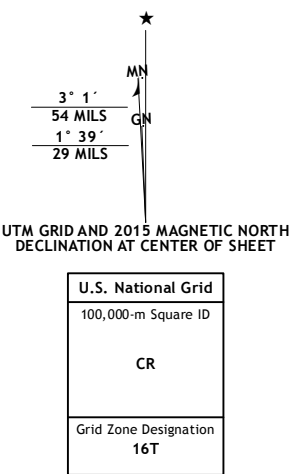 MN
3° 1´
54 MILS
GN
1° 39´
29 MILS
UTM GRID AND 2015 MAGNETIC NORTH
DECLINATION AT CENTER OF SHEET
U.S. National Grid
100,000-m Square ID
CR
Grid Zone Designation
16T